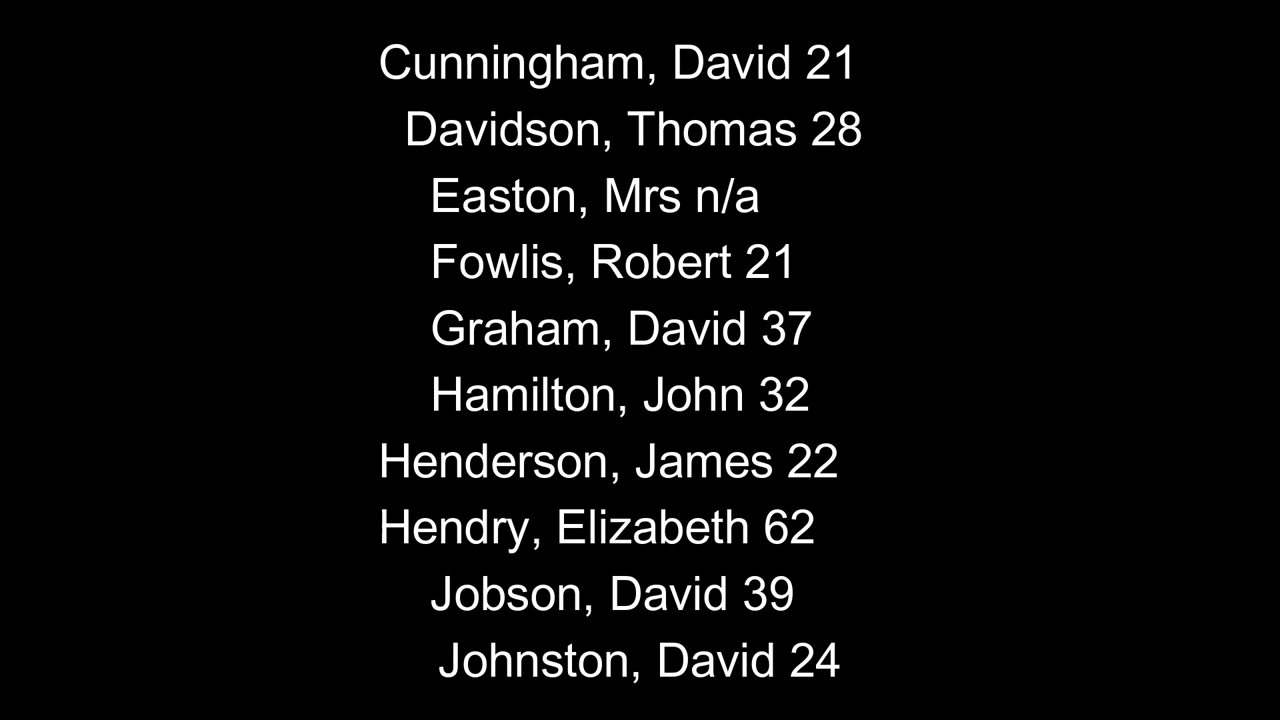 Cunningham, David 21
Davidson, Thomas 28
Easton, Mrs n/a
Fowlis, Robert 21
Graham, David 37
Hamilton, John 32
Henderson, James 22
Hendry, Elizabeth 62
Jobson, David 39
Johnston, David 24